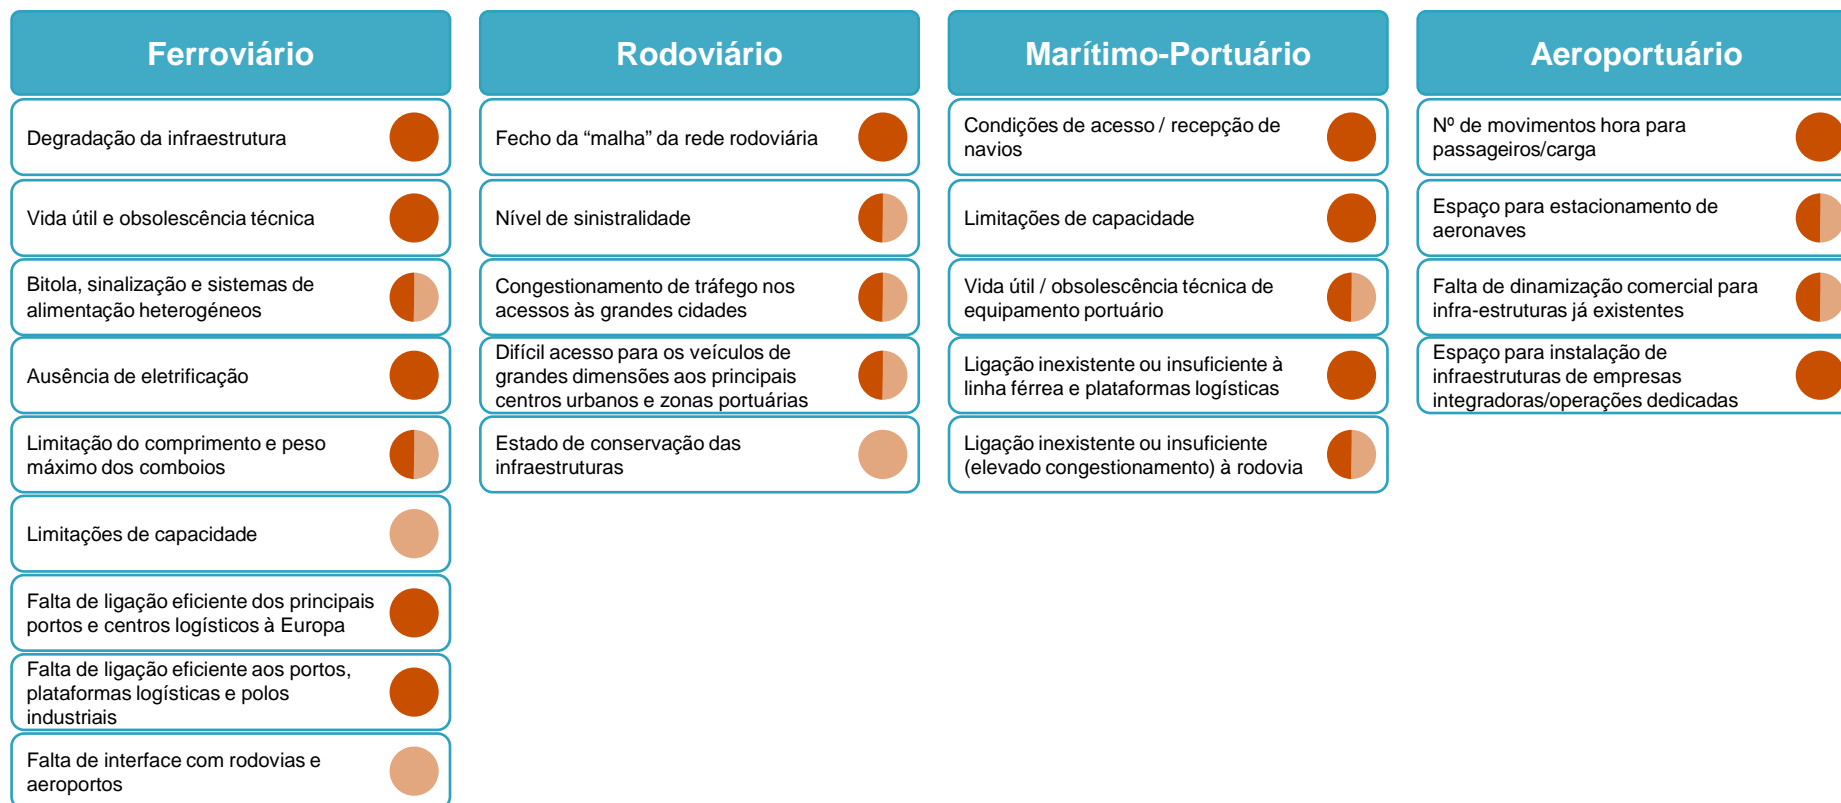 Ferroviário
Degradação da infraestrutura
Vida útil e obsolescência técnica
Bitola, sinalização e sistemas de
alimentação heterogéneos
Ausência de eletrificação
Limitação do comprimento e peso
máximo dos comboios
Limitações de capacidade
Falta de ligação eficiente dos principais
portos e centros logísticos à Europa
Falta de ligação eficiente aos portos,
plataformas logísticas e polos
industriais
Falta de interface com rodovias e
aeroportos
Rodoviário
Fecho da “malha” da rede rodoviária
Nível de sinistralidade
Congestionamento de tráfego nos
acessos às grandes cidades
Difícil acesso para os veículos de
grandes dimensões aos principais
centros urbanos e zonas portuárias
Estado de conservação das
infraestruturas
Marítimo-Portuário
Condições de acesso / recepção de
navios
Limitações de capacidade
Vida útil / obsolescência técnica de
equipamento portuário
Ligação inexistente ou insuficiente à
linha férrea e plataformas logísticas
Ligação inexistente ou insuficiente
(elevado congestionamento) à rodovia
Aeroportuário
Nº de movimentos hora para
passageiros/carga
Espaço para estacionamento de
aeronaves
Falta de dinamização comercial para
infra-estruturas já existentes
Espaço para instalação de
infraestruturas de empresas
integradoras/operações dedicadas